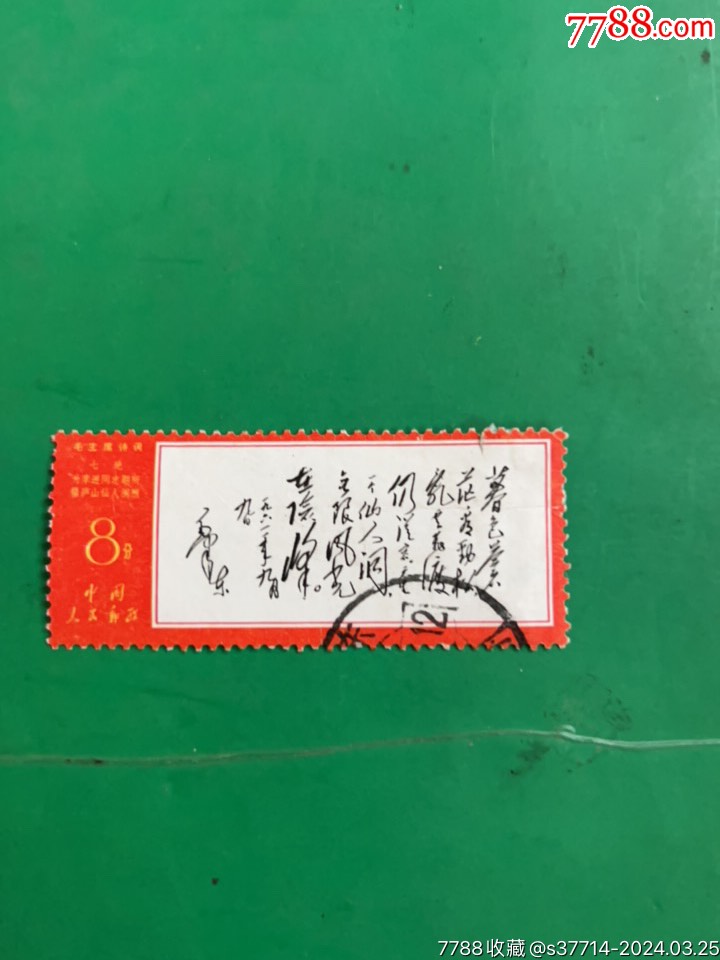 7788.com
毛主席诗词
七绝
为李进同志题所
摄庐山仙人洞照
8分
中国
人民邮政
暮色苍
茫看劲松
乱云飞渡
仍从容
天仙人洞
无限风光
在险峰。
一九六一年九月
九日
毛泽东
12
7788收藏@s37714-2024.03.25